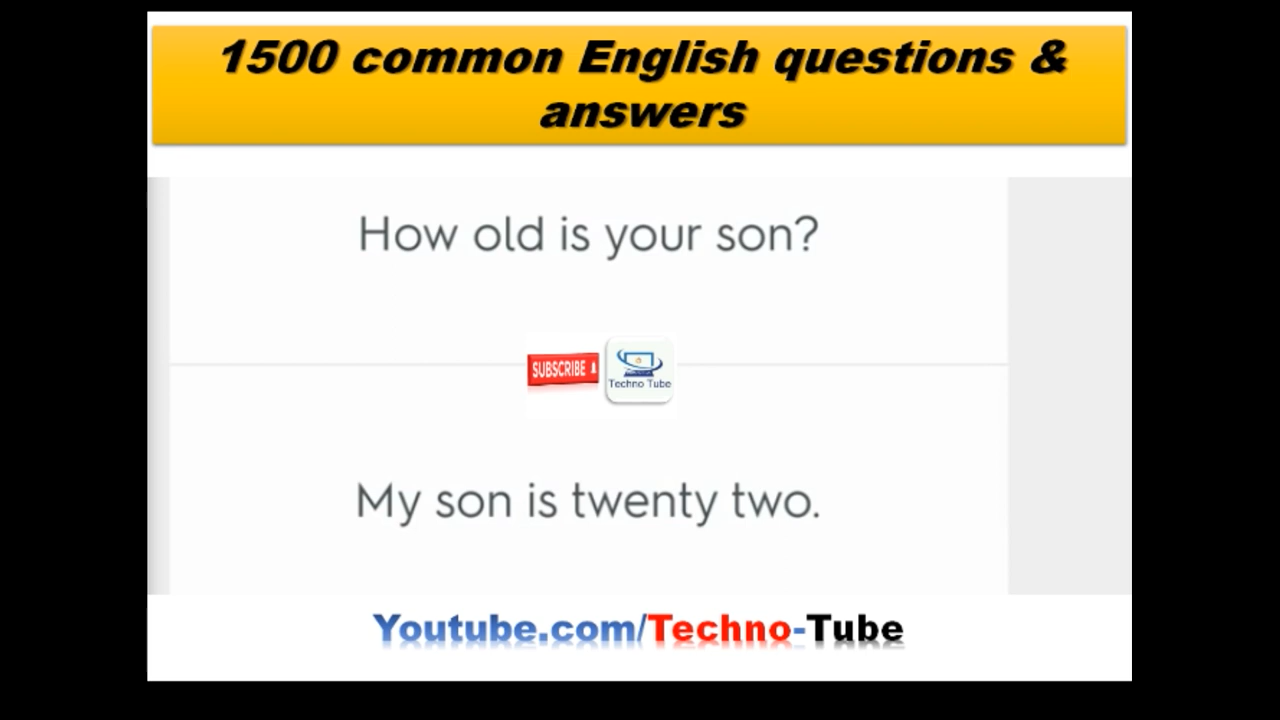 1500 common English questions &
answers
How old is your son?
SUBSCRIBE
Techno Tube
My son is twenty two.
Youtube.com/Techno-Tube